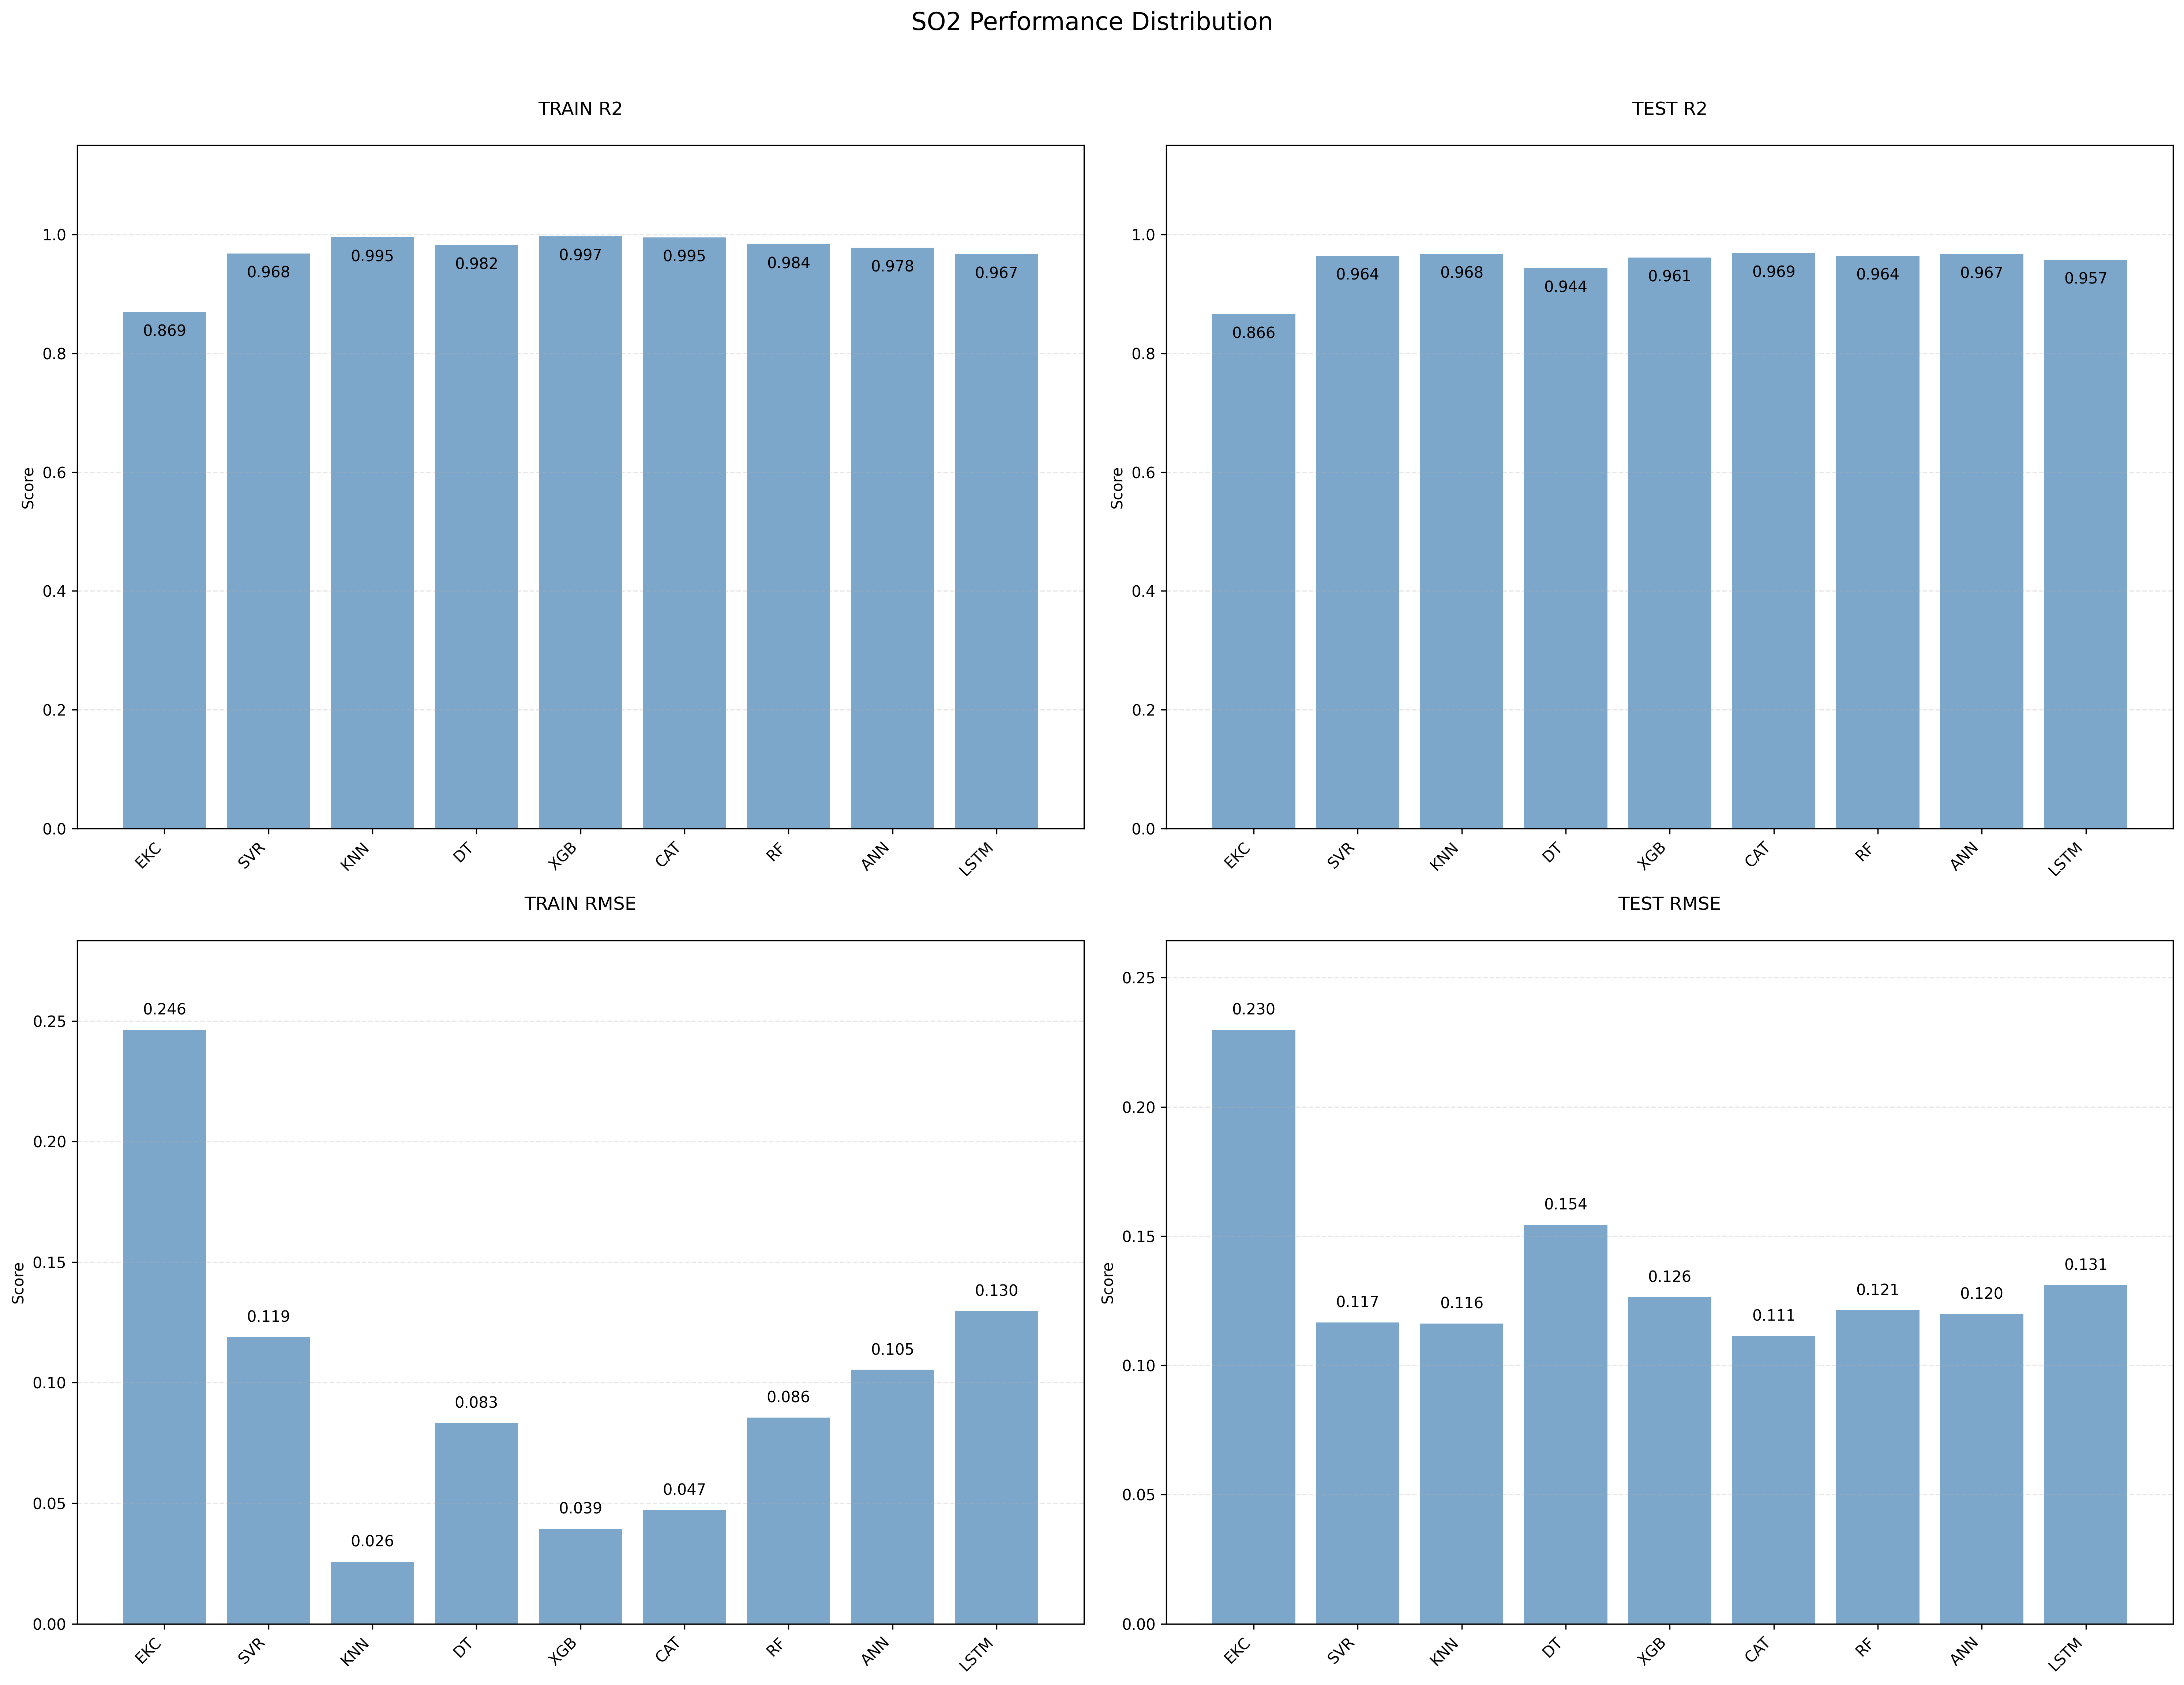 SO2 Performance Distribution
TRAIN R2
Score
1.0
0.8
0.6
0.4
0.2
0.0
0.869
0.968
0.995
0.982
0.997
0.995
0.984
0.978
0.967
EKC
SVR
KNN
DT
XGB
CAT
RF
ANN
LSTM
TEST R2
Score
1.0
0.8
0.6
0.4
0.2
0.0
0.866
0.964
0.968
0.944
0.961
0.969
0.964
0.967
0.957
EKC
SVR
KNN
DT
XGB
CAT
RF
ANN
LSTM
TRAIN RMSE
Score
0.25
0.20
0.15
0.10
0.05
0.00
0.246
0.119
0.026
0.083
0.039
0.047
0.086
0.105
0.130
EKC
SVR
KNN
DT
XGB
CAT
RF
ANN
LSTM
TEST RMSE
Score
0.25
0.20
0.15
0.10
0.05
0.00
0.230
0.117
0.116
0.154
0.126
0.111
0.121
0.120
0.131
EKC
SVR
KNN
DT
XGB
CAT
RF
ANN
LSTM